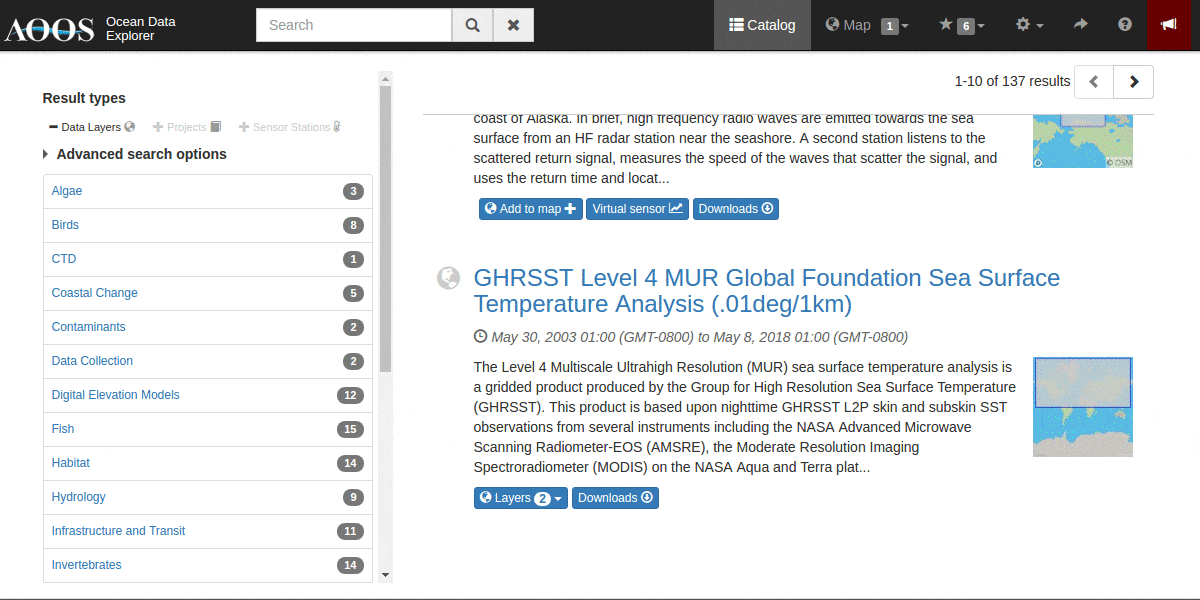 AOOS
Ocean Data
Explorer
Search
Catalog
Map 1
6
1-10 of 137 results
Result types
Data Layers
Projects
Sensor Stations
Advanced search options
Algae 3
Birds 8
CTD 1
Coastal Change 5
Contaminants 2
Data Collection 2
Digital Elevation Models 12
Fish 15
Habitat 14
Hydrology 9
Infrastructure and Transit 11
Invertebrates 14
coast of Alaska. In brief, high frequency radio waves are emitted towards the sea
surface from an HF radar station near the seashore. A second station listens to the
scattered return signal, measures the speed of the waves that scatter the signal, and
uses the return time and locat...
© OSM
Add to map
Virtual sensor
Downloads
GHRSST Level 4 MUR Global Foundation Sea Surface
Temperature Analysis (.01deg/1km)
May 30, 2003 01:00 (GMT-0800) to May 8, 2018 01:00 (GMT-0800)
The Level 4 Multiscale Ultrahigh Resolution (MUR) sea surface temperature analysis is
a gridded product produced by the Group for High Resolution Sea Surface Temperature
(GHRSST). This product is based upon nighttime GHRSST L2P skin and subskin SST
observations from several instruments including the NASA Advanced Microwave
Scanning Radiometer-EOS (AMSRE), the Moderate Resolution Imaging
Spectroradiometer (MODIS) on the NASA Aqua and Terra plat...
Layers 2
Downloads